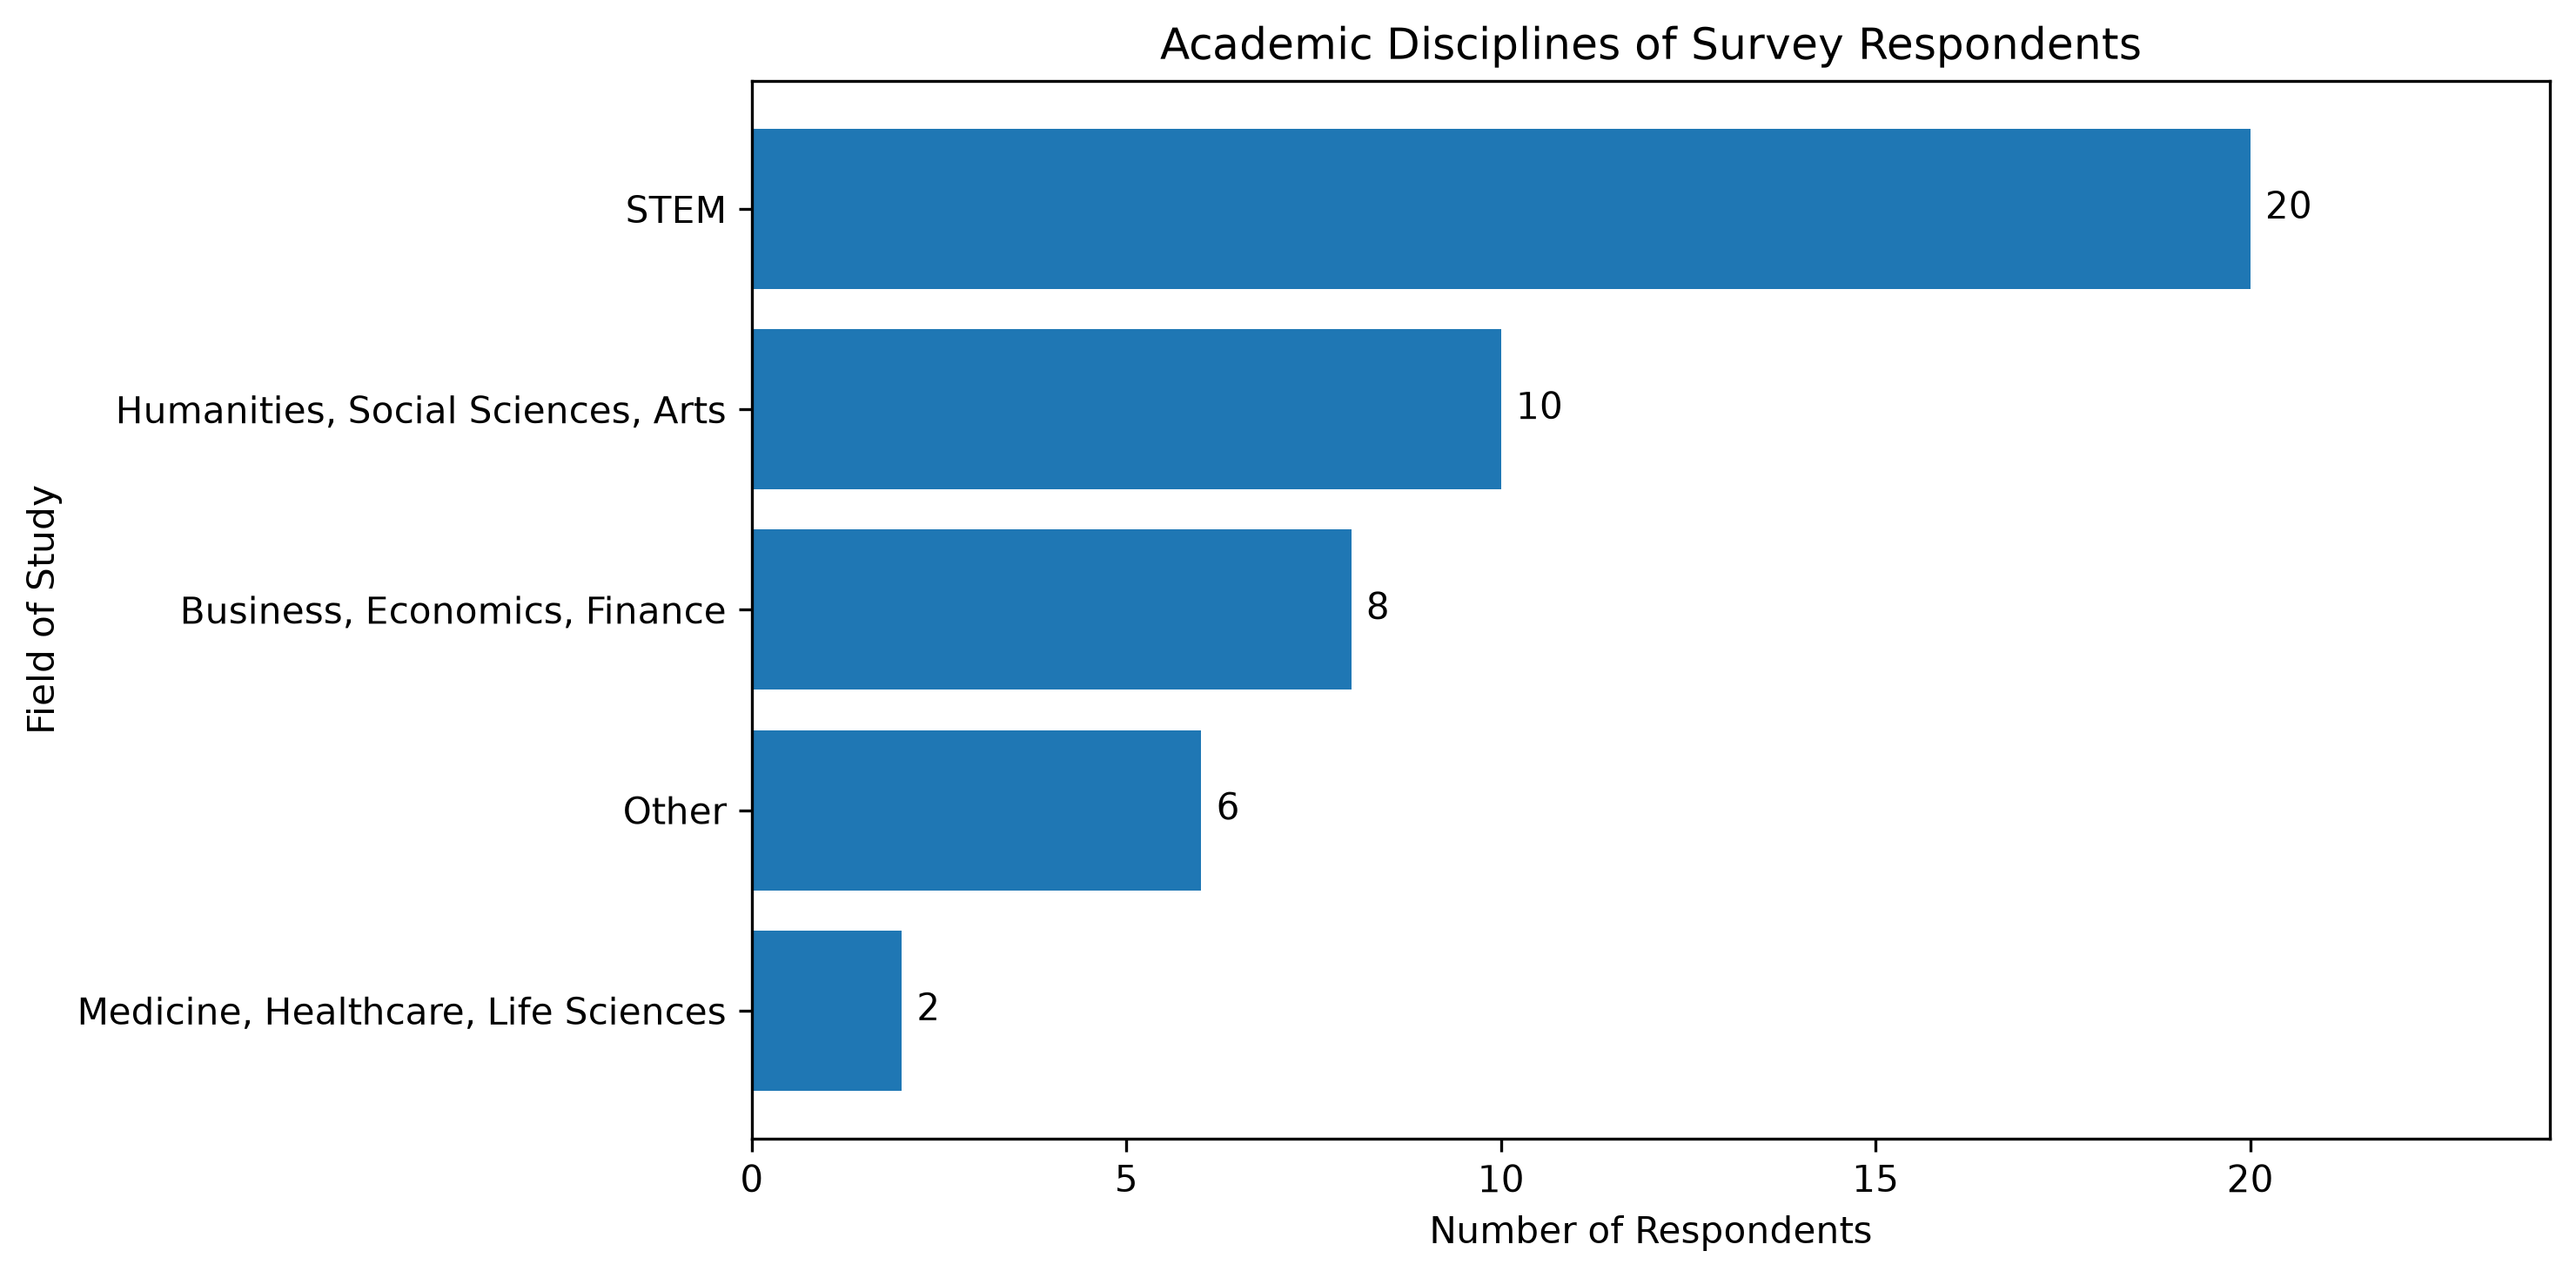 Academic Disciplines of Survey Respondents
STEM
20
Humanities, Social Sciences, Arts
10
Business, Economics, Finance
8
Other
6
Medicine, Healthcare, Life Sciences
2
Field of Study
0 5 10 15 20
Number of Respondents